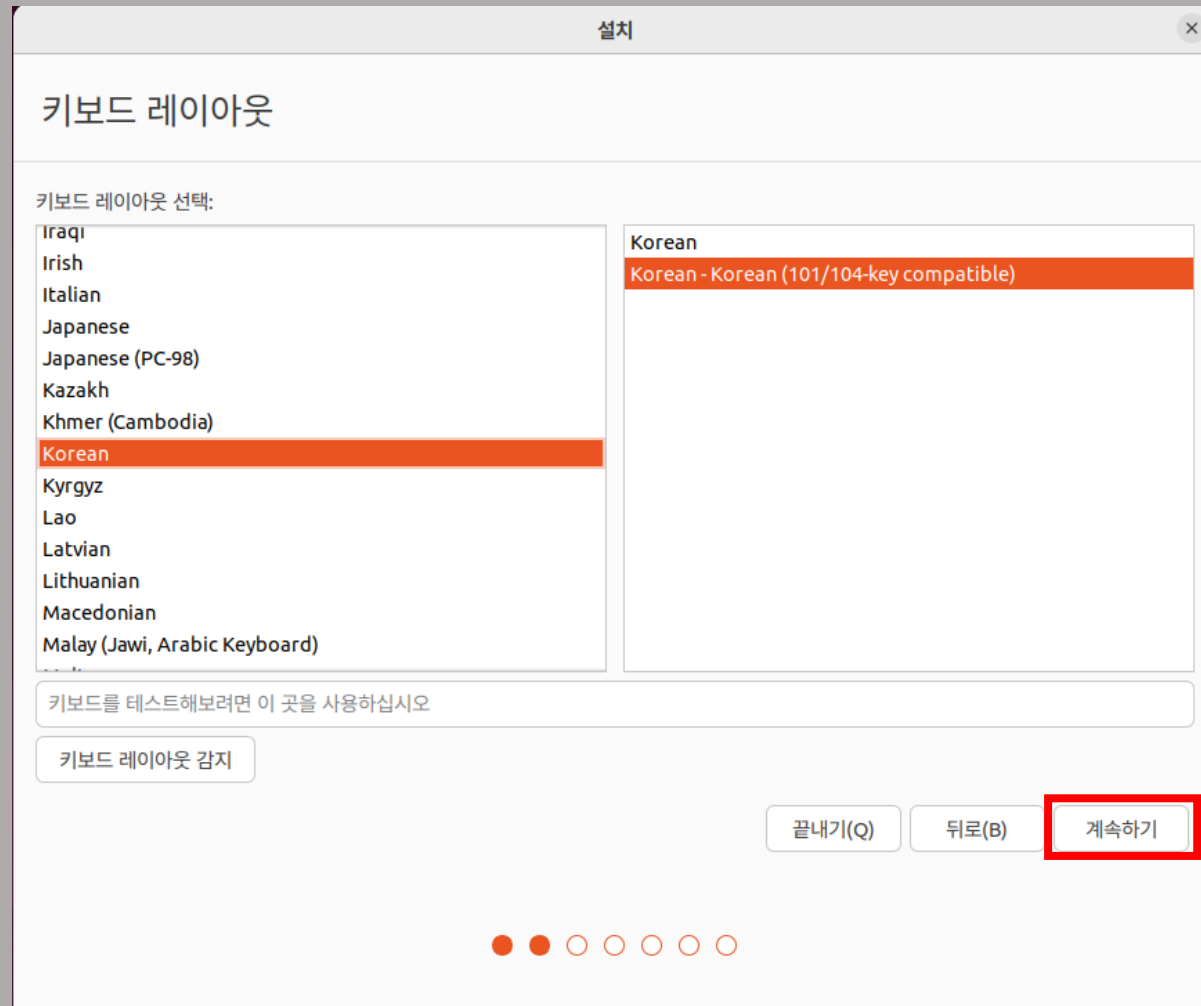 설치
키보드 레이아웃
키보드 레이아웃 선택:
Iraqi
Irish
Italian
Japanese
Japanese (PC-98)
Kazakh
Khmer (Cambodia)
Korean
Kyrgyz
Lao
Latvian
Lithuanian
Macedonian
Malay (Jawi, Arabic Keyboard)
Korean
Korean - Korean (101/104-key compatible)
키보드를 테스트해보려면 이 곳을 사용하십시오
키보드 레이아웃 감지
끝내기(Q)
뒤로(B)
계속하기